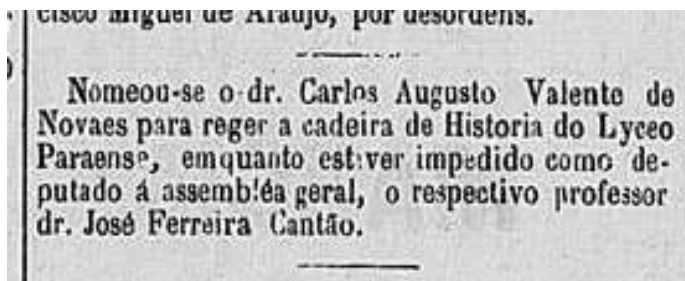 cisco Miguel de Araujo, por desordens.
Nomeou-se o dr. Carlos Augusto Valente de
Novaes para reger a cadeira de Historia do Lyceo
Paraense, emquanto estiver impedido como de-
putado á assembléa geral, o respectivo professor
dr. José Ferreira Cantão.